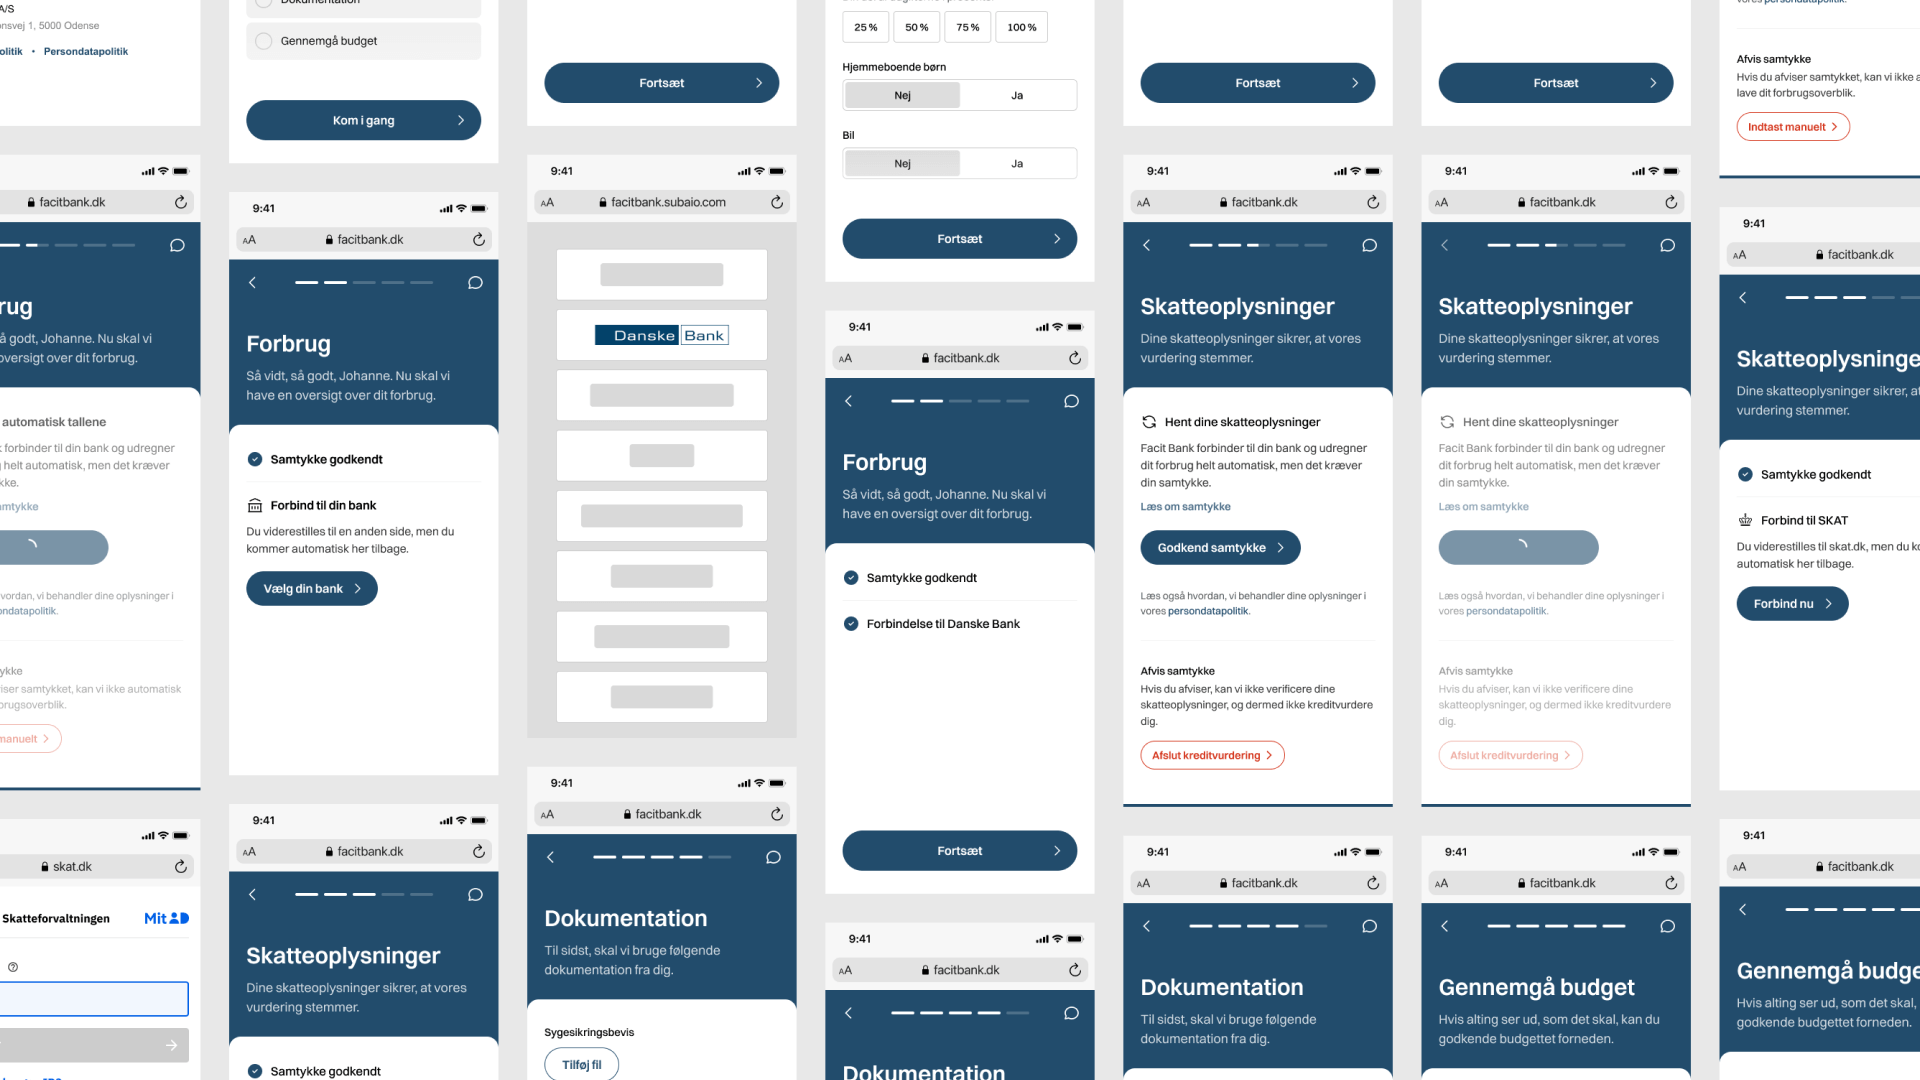 A/S
nsvej 1, 5000 Odense
olitik • Persondatapolitik
facitbank.dk
rug
å godt, Johanne. Nu skal vi
oversigt over dit forbrug.
automatisk tallene
forbinder til din bank og udregner
helt automatisk, men det kræver
kke.
mtykke
vordan, vi behandler dine oplysninger i
ndatapolitik.
ykke
iser samtykket, kan vi ikke automatisk
brugsoverblik.
manuelt
skat.dk
Skatteforvaltningen
Mit ID
Dokumentation
Gennemgå budget
Kom i gang
9:41
AA
facitbank.dk
Forbrug
Så vidt, så godt, Johanne. Nu skal vi
have en oversigt over dit forbrug.
Samtykke godkendt
Forbind til din bank
Du viderestilles til en anden side, men du
kommer automatisk her tilbage.
Vælg din bank
9:41
AA
facitbank.dk
Skatteoplysninger
Dine skatteoplysninger sikrer, at vores
vurdering stemmer.
Samtykke godkendt
Fortsæt
9:41
AA
facitbank.subaio.com
Danske Bank
9:41
AA
facitbank.dk
Dokumentation
Til sidst, skal vi bruge følgende
dokumentation fra dig.
Sygesikringsbevis
Tilføj fil
25 %
50 %
75 %
100 %
Hjemmeboende børn
Nej
Ja
Bil
Nej
Ja
Fortsæt
9:41
AA
facitbank.dk
Forbrug
Så vidt, så godt, Johanne. Nu skal vi
have en oversigt over dit forbrug.
Samtykke godkendt
Forbindelse til Danske Bank
Fortsæt
9:41
AA
facitbank.dk
Dokumentation
Fortsæt
9:41
AA
facitbank.dk
Skatteoplysninger
Dine skatteoplysninger sikrer, at vores
vurdering stemmer.
Hent dine skatteoplysninger
Facit Bank forbinder til din bank og udregner
dit forbrug helt automatisk, men det kræver
din samtykke.
Læs om samtykke
Godkend samtykke
Læs også hvordan, vi behandler dine oplysninger i
vores persondatapolitik.
Afvis samtykke
Hvis du afviser, kan vi ikke verificere dine
skatteoplysninger, og dermed ikke kreditvurdere
dig.
Afslut kreditvurdering
9:41
AA
facitbank.dk
Dokumentation
Til sidst, skal vi bruge følgende
dokumentation fra dig.
Fortsæt
9:41
AA
facitbank.dk
Skatteoplysninger
Dine skatteoplysninger sikrer, at vores
vurdering stemmer.
Hent dine skatteoplysninger
Facit Bank forbinder til din bank og udregner
dit forbrug helt automatisk, men det kræver
din samtykke.
Læs om samtykke
Læs også hvordan, vi behandler dine oplysninger i
vores persondatapolitik.
Afvis samtykke
Hvis du afviser, kan vi ikke verificere dine
skatteoplysninger, og dermed ikke kreditvurdere
dig.
Afslut kreditvurdering
9:41
AA
facitbank.dk
Gennemgå budget
Hvis alting ser ud, som det skal, kan du
godkende budgettet forneden.
Afvis samtykke
Hvis du afviser samtykket, kan vi ikke a
lave dit forbrugsoverblik.
Indtast manuelt
9:41
AA
facitbank.dk
Skatteoplysninge
Dine skatteoplysninger sikrer, at
vurdering stemmer.
Samtykke godkendt
Forbind til SKAT
Du viderestilles til skat.dk, men du ko
automatisk her tilbage.
Forbind nu
9:41
AA
facitbank.dk
Gennemgå budge
Hvis alting ser ud, som det skal,
godkende budgettet forneden.